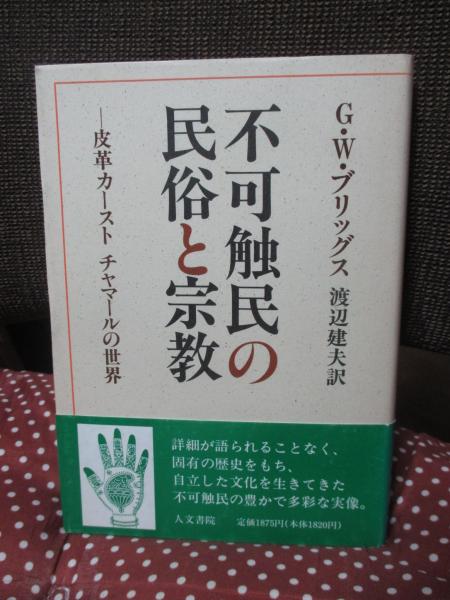 G・W・ブリッグス 渡辺建夫訳
不可触民の
民俗と宗教
―皮革カースト チャマールの世界
詳細が語られることなく、
固有の歴史をもち、
自立した文化を生きてきた
不可触民の豊かで多彩な実像。
人文書院 定価1875円(本体1820円)